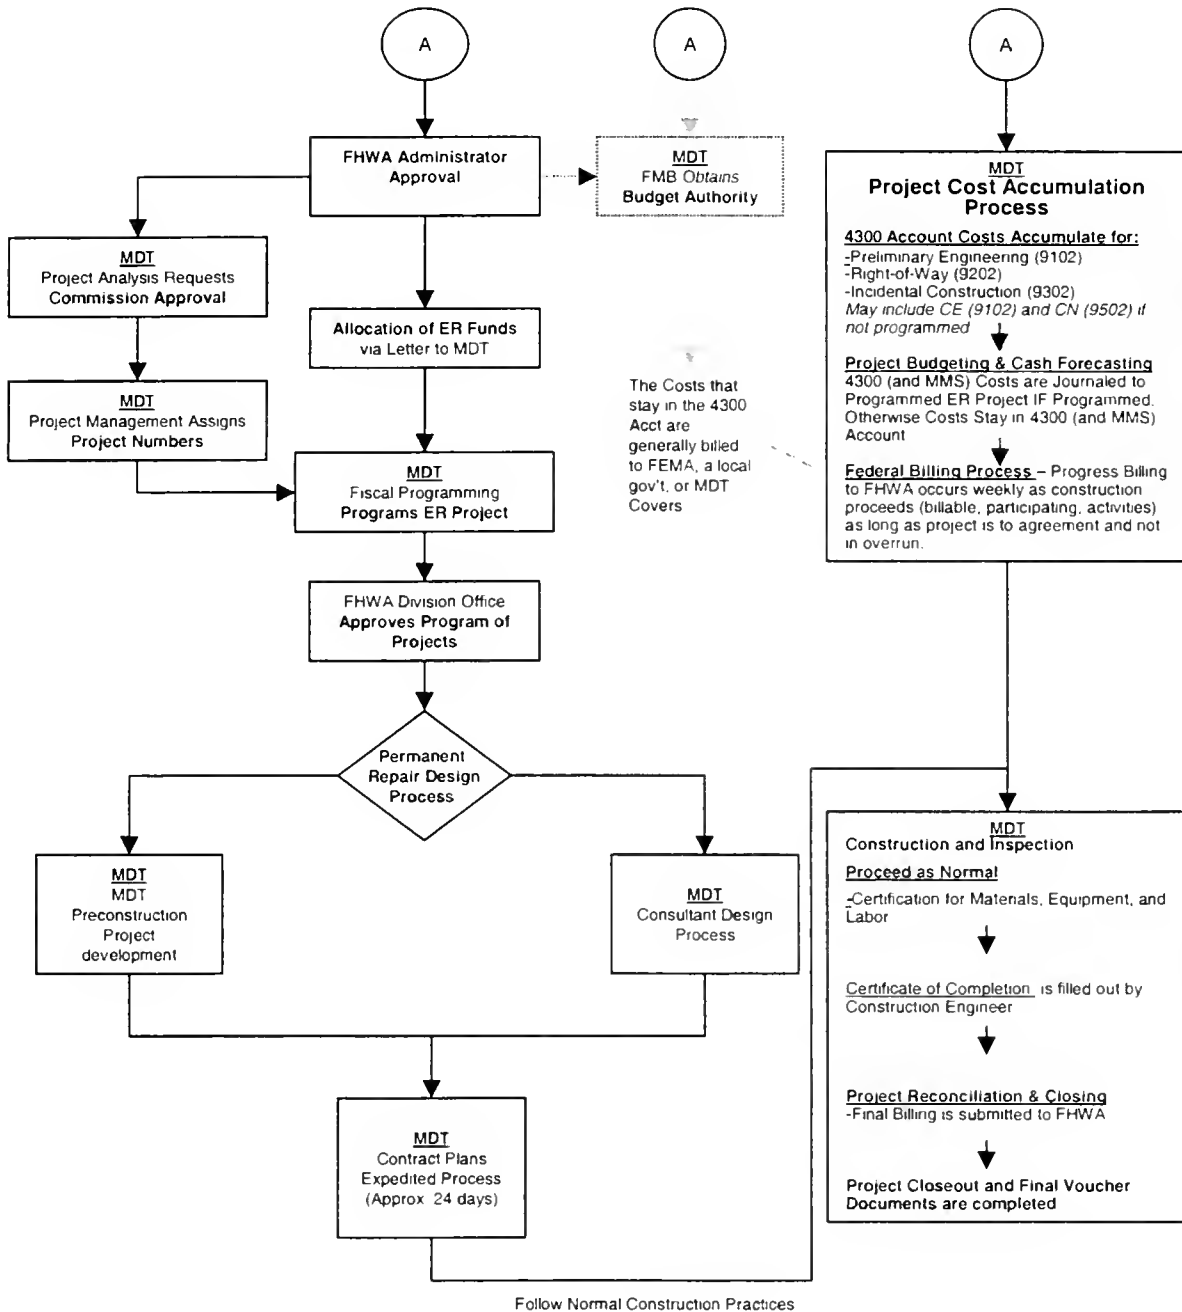 A
A
A
FHWA Administrator
Approval
MDT
FMB Obtains
Budget Authority
MDT
Project Analysis Requests
Commission Approval
Allocation of ER Funds
via Letter to MDT
MDT
Project Management Assigns
Project Numbers
MDT
Fiscal Programming
Programs ER Project
FHWA Division Office
Approves Program of
Projects
Permanent
Repair Design
Process
MDT
MDT
Preconstruction
Project
development
MDT
Consultant Design
Process
MDT
Contract Plans
Expedited Process
(Approx 24 days)
The Costs that
stay in the 4300
Acct are
generally billed
to FEMA, a local
gov't, or MDT
Covers
MDT
Project Cost Accumulation
Process
4300 Account Costs Accumulate for:
-Preliminary Engineering (9102)
-Right-of-Way (9202)
-Incidental Construction (9302)
May include CE (9102) and CN (9502) if
not programmed
Project Budgeting & Cash Forecasting
4300 (and MMS) Costs are Journaled to
Programmed ER Project IF Programmed.
Otherwise Costs Stay in 4300 (and MMS)
Account
Federal Billing Process – Progress Billing
to FHWA occurs weekly as construction
proceeds (billable, participating, activities)
as long as project is to agreement and not
in overrun.
MDT
Construction and Inspection
Proceed as Normal
-Certification for Materials, Equipment, and
Labor
Certificate of Completion is filled out by
Construction Engineer
Project Reconciliation & Closing
-Final Billing is submitted to FHWA
Project Closeout and Final Voucher
Documents are completed
Follow Normal Construction Practices